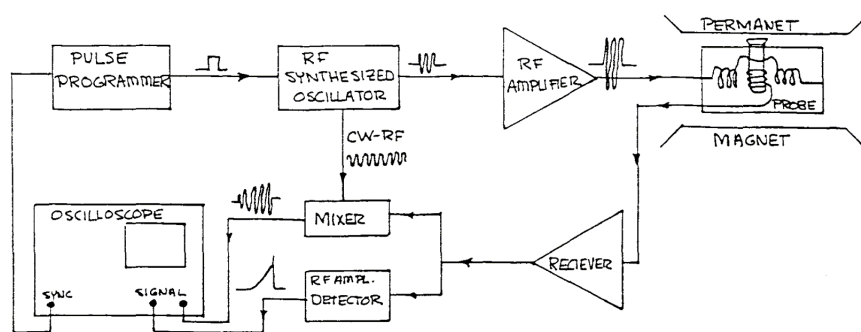 PULSE
PROGRAMMER
RF
SYNTHESIZED
OSCILLATOR
RF
AMPLIFIER
PERMANET
PROBE
MAGNET
CW-RF
OSCILLOSCOPE
MIXER
RECIEVER
SYNC
SIGNAL
RF AMPL.
DETECTOR